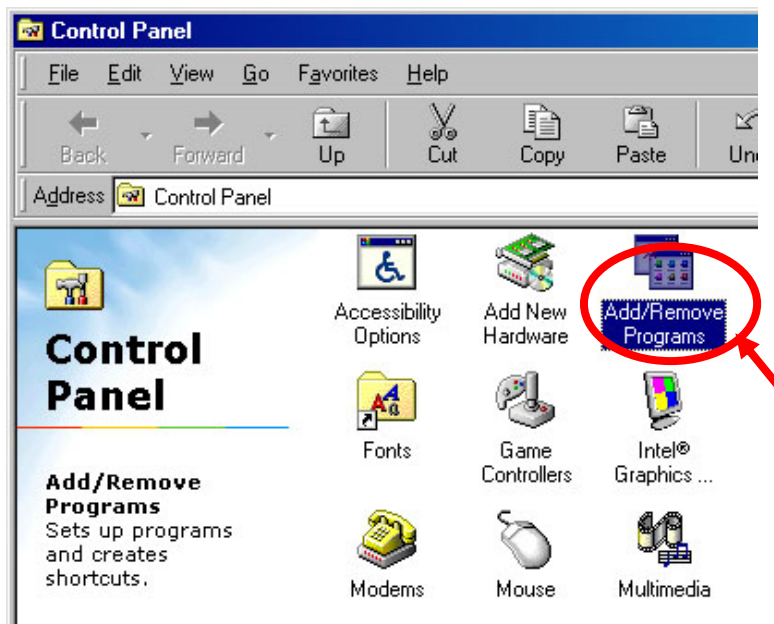 Control Panel
File Edit View Go Favorites Help
Back Forward Up Cut Copy Paste
Address Control Panel
Control
Panel
Add/Remove
Programs
Sets up programs
and creates
shortcuts.
Accessibility
Options
Add New
Hardware
Add/Remove
Programs
Fonts
Game
Controllers
Intel®
Graphics ...
Modems
Mouse
Multimedia